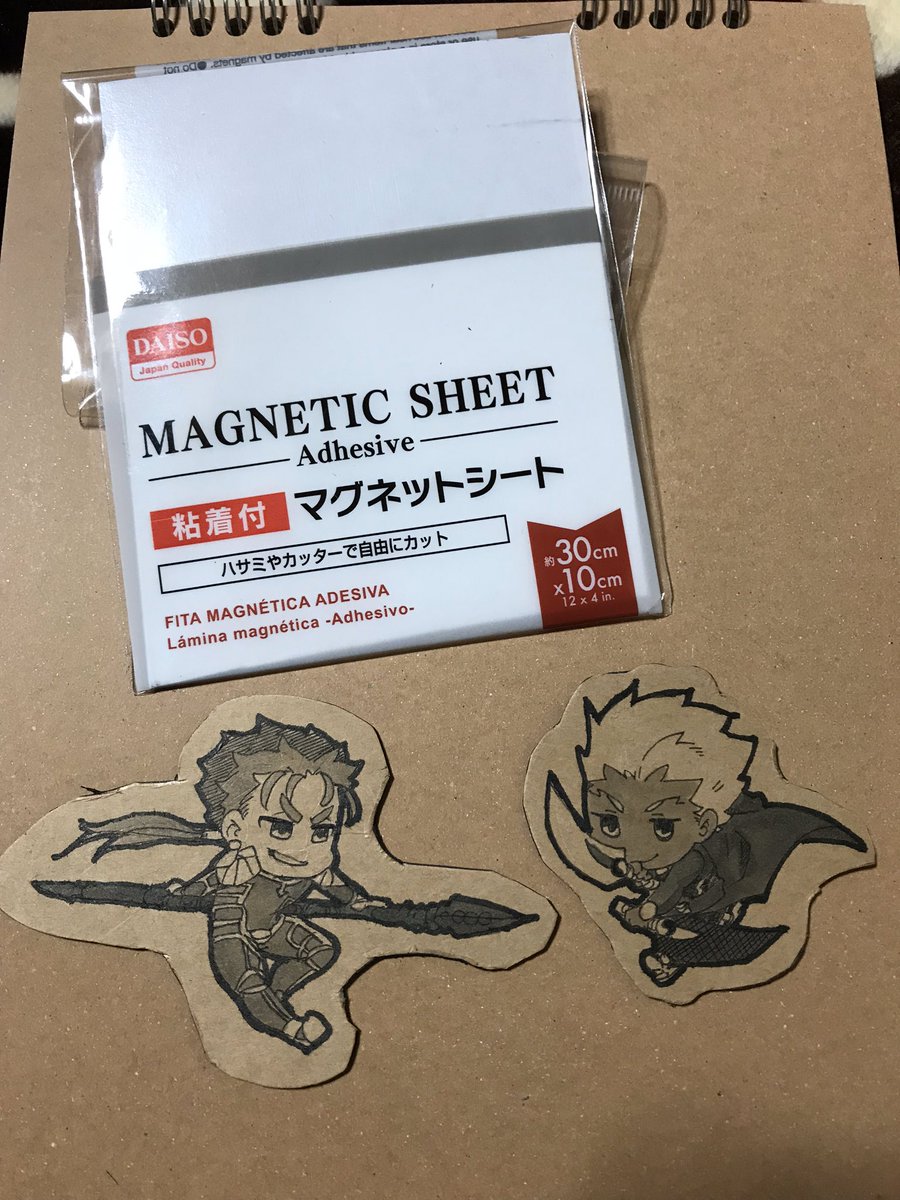 DAISO
Japan Quality
MAGNETIC SHEET
Adhesive
粘着付 マグネットシート
ハサミやカッターで自由にカット
約30cm
x10cm
12 x 4 in.
FITA MAGNÉTICA ADESIVA
Lámina magnética -Adhesivo-